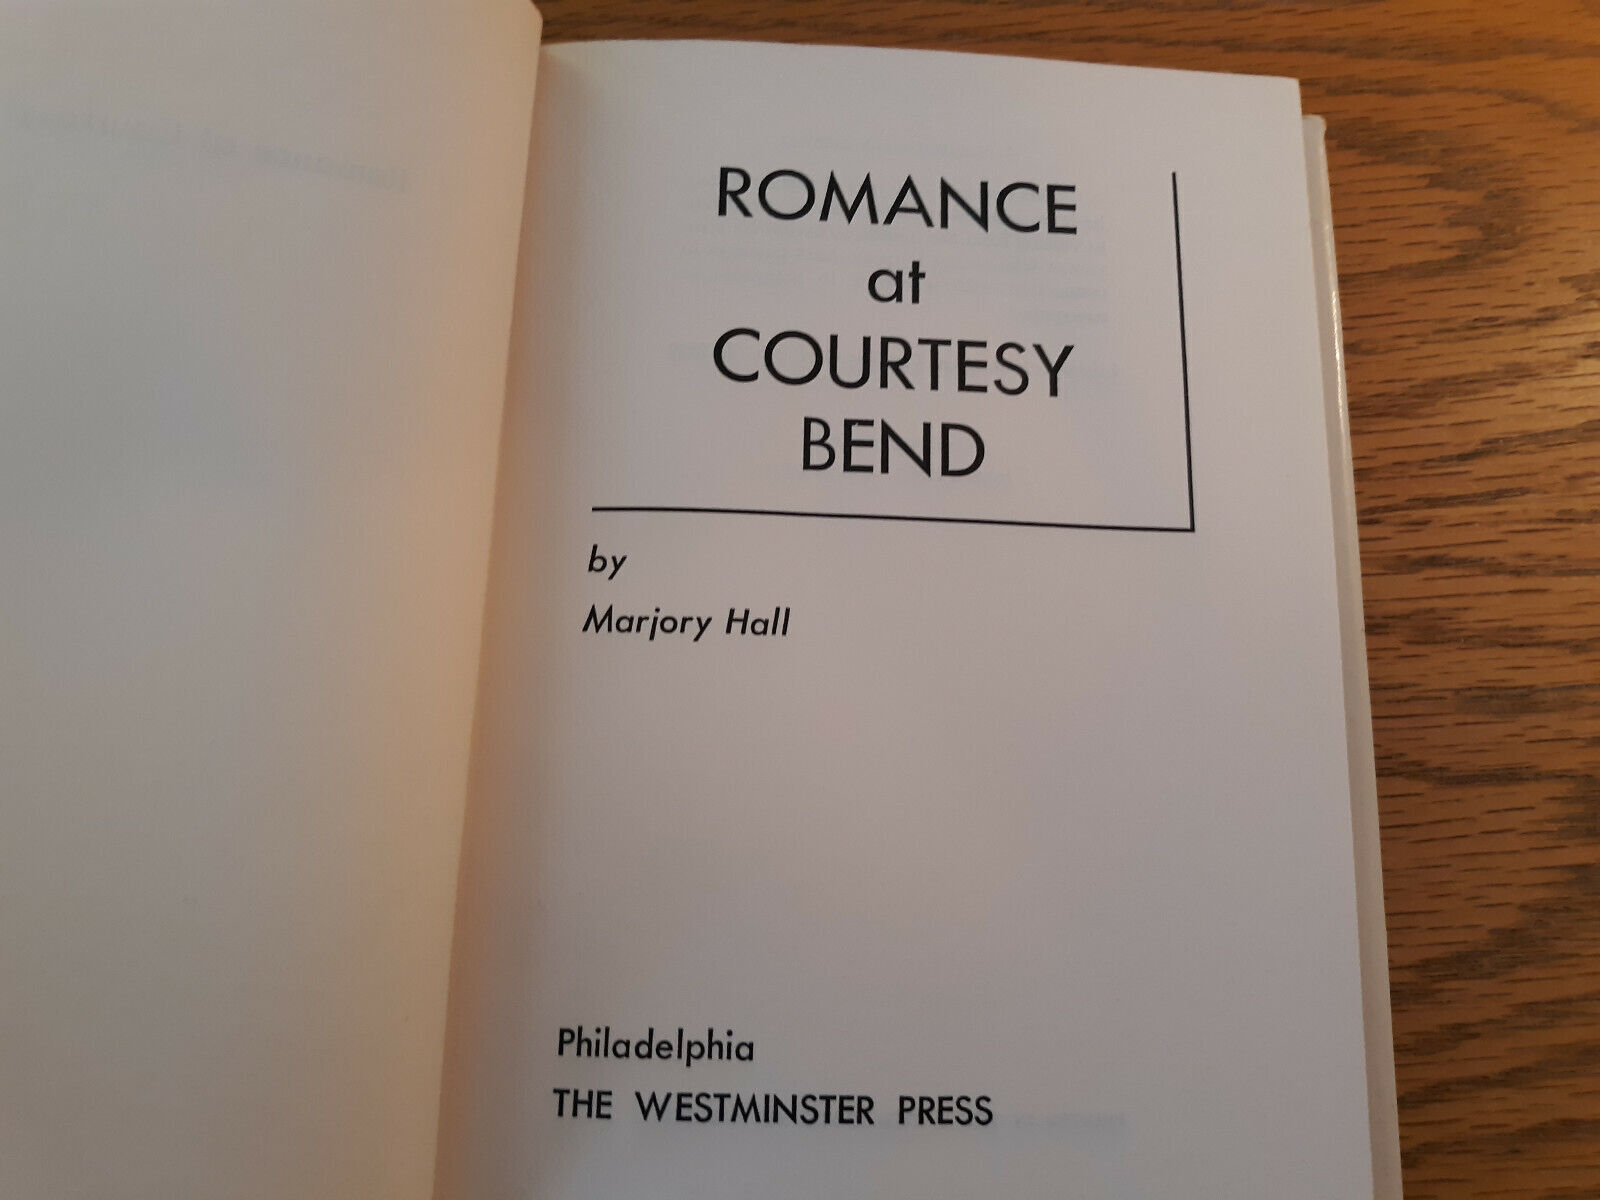 ROMANCE
at
COURTESY
BEND
by
Marjory Hall
Philadelphia
THE WESTMINSTER PRESS